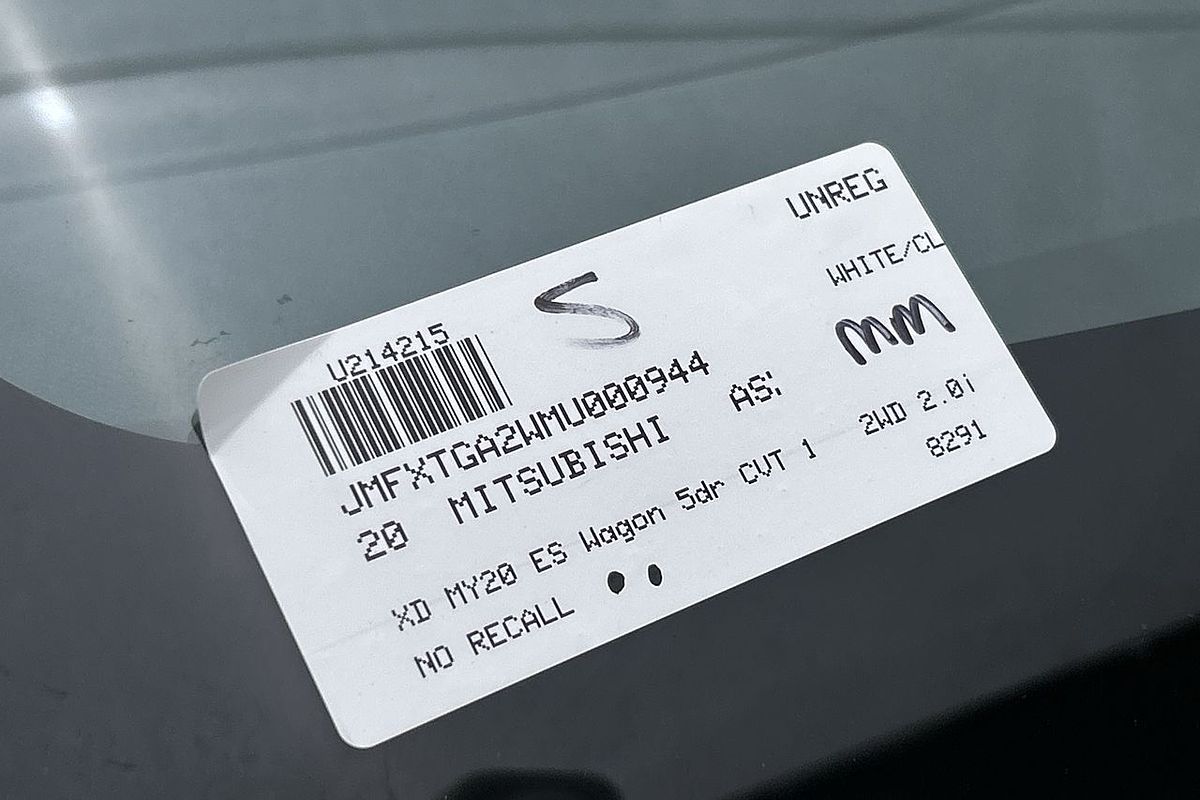 UNREG
WHITE/CL
S
MM
U214215
JMFXTGA2WMU000944
20 MITSUBISHI AS:
XD MY20 ES Wagon 5dr CVT 1 2WD 2.0i
NO RECALL 8291